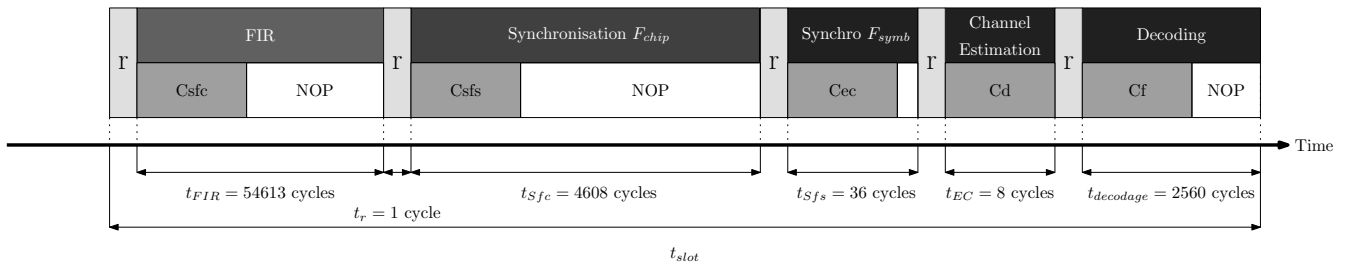 r FIR r Synchronisation F_chip r Synchro F_symb r Channel Estimation r Decoding
Csfc NOP Csfs NOP Cec Cd Cf NOP
Time
t_FIR = 54613 cycles t_Sfc = 4608 cycles t_Sfs = 36 cycles t_EC = 8 cycles t_decodage = 2560 cycles
t_r = 1 cycle
t_slot